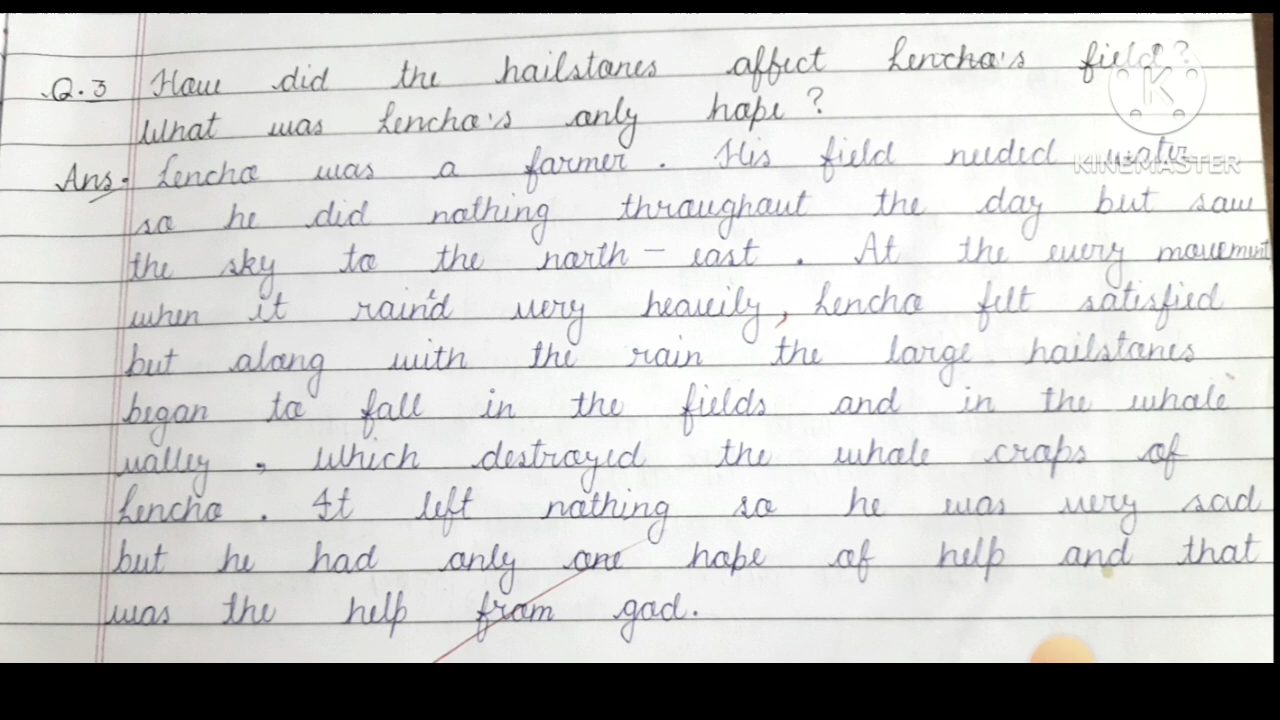 Q.3 How did the hailstones affect Lencho's field?
What was Lencho's only hope?
Ans. Lencho was a farmer. His field needed water
so he did nothing throughout the day but saw
the sky to the north-east. At the every movement
when it rain'd very heavily, Lencho felt satisfied
but along with the rain the large hailstones
began to fall in the fields and in the whole
valley, which destroyed the whole crops of
Lencho. It left nothing so he was very sad
but he had only one hope of help and that
was the help from god.
K
KINEMASTER